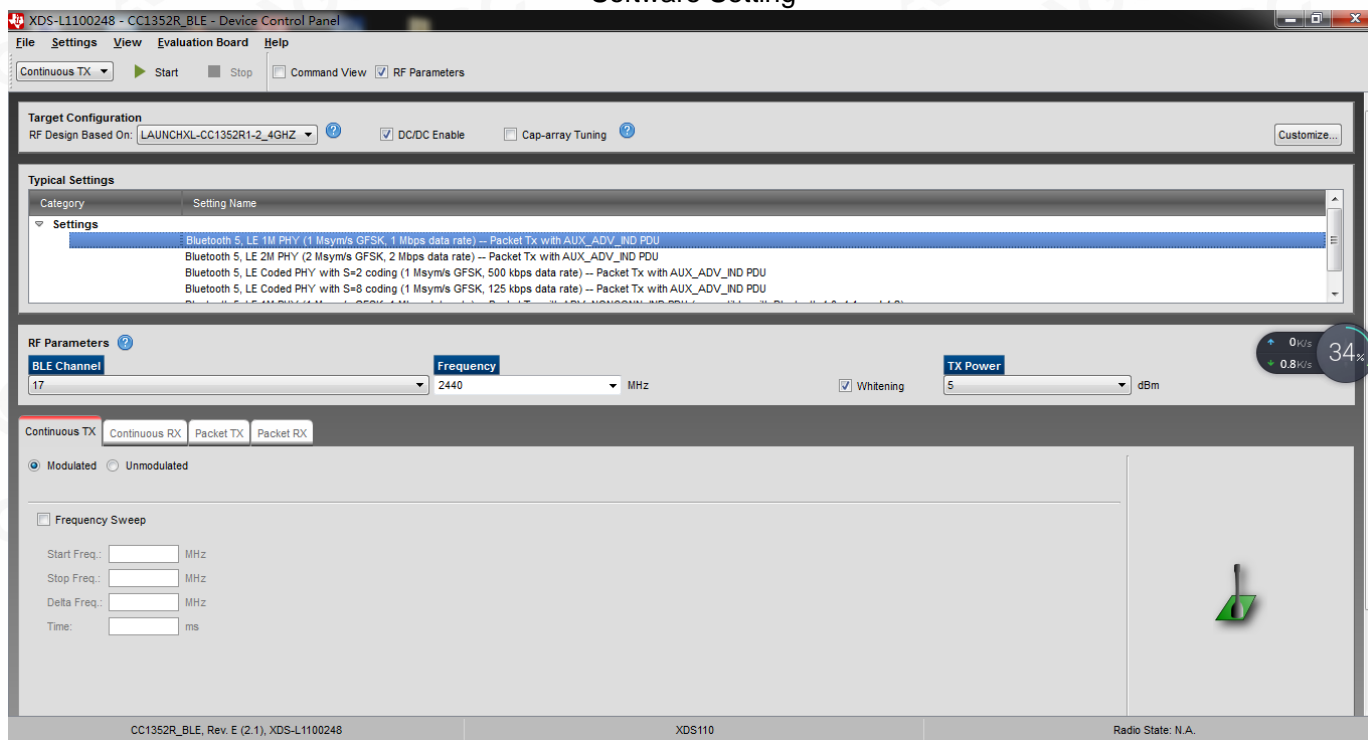 Software Setting
XDS-L1100248 - CC1352R_BLE - Device Control Panel
File Settings View Evaluation Board Help
Continuous TX Start Stop Command View RF Parameters
Target Configuration
RF Design Based On: LAUNCHXL-CC1352R1-2_4GHZ DC/DC Enable Cap-array Tuning Customize...
Typical Settings
Category Setting Name
Settings
Bluetooth 5, LE 1M PHY (1 Msym/s GFSK, 1 Mbps data rate) -- Packet Tx with AUX_ADV_IND PDU
Bluetooth 5, LE 2M PHY (2 Msym/s GFSK, 2 Mbps data rate) -- Packet Tx with AUX_ADV_IND PDU
Bluetooth 5, LE Coded PHY with S=2 coding (1 Msym/s GFSK, 500 kbps data rate) -- Packet Tx with AUX_ADV_IND PDU
Bluetooth 5, LE Coded PHY with S=8 coding (1 Msym/s GFSK, 125 kbps data rate) -- Packet Tx with AUX_ADV_IND PDU
RF Parameters
0K/s
34%
0.8K/s
BLE Channel Frequency TX Power
17 2440 MHz Whitening 5 dBm
Continuous TX Continuous RX Packet TX Packet RX
Modulated Unmodulated
Frequency Sweep
Start Freq.: MHz
Stop Freq.: MHz
Delta Freq.: MHz
Time: ms
CC1352R_BLE, Rev. E (2.1), XDS-L1100248 XDS110 Radio State: N.A.